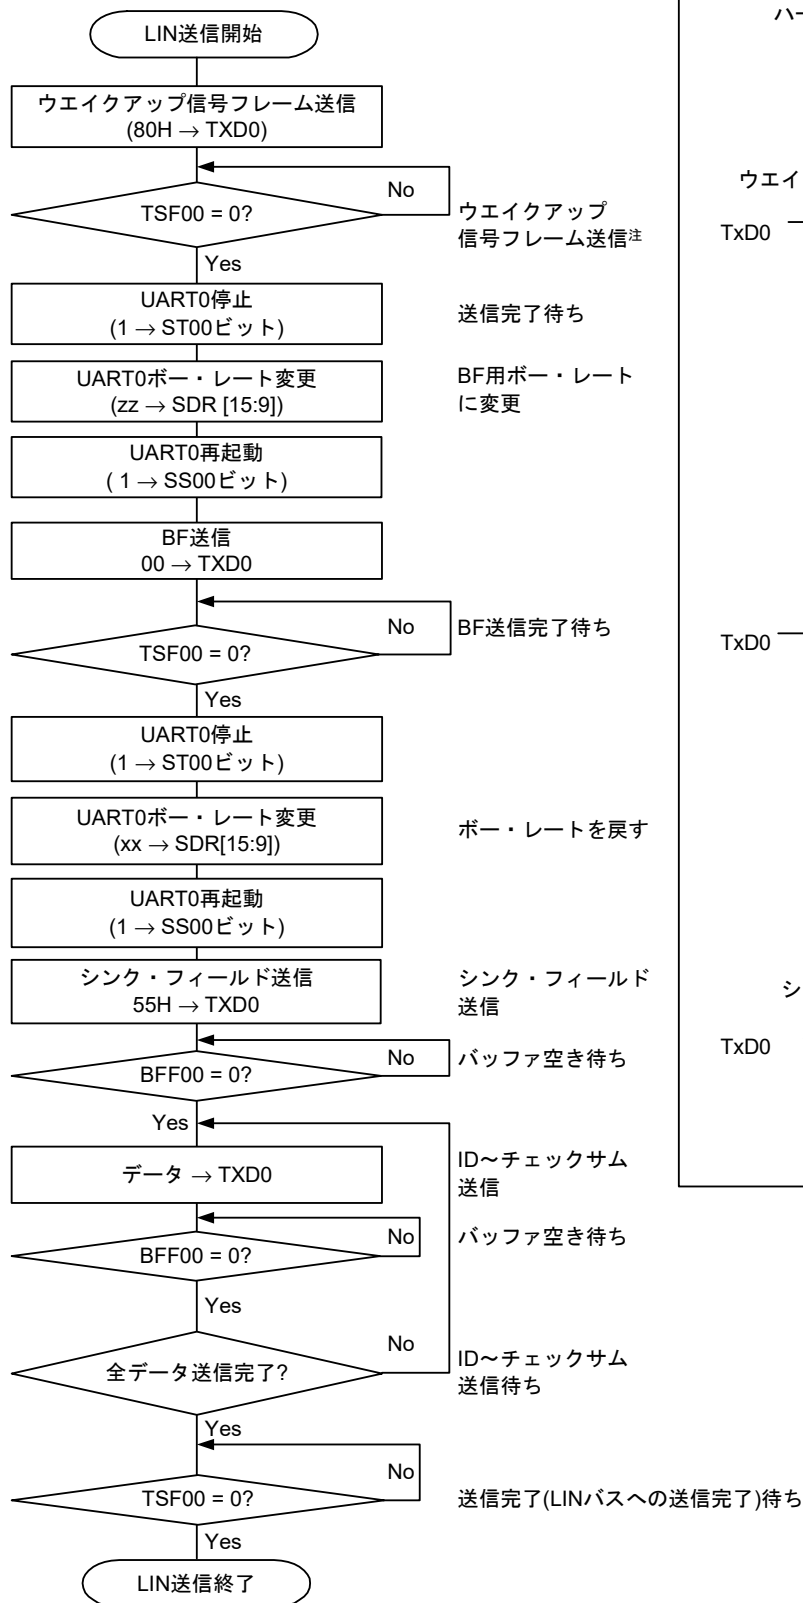 LIN送信開始
ウエイクアップ信号フレーム送信
(80H → TXD0)
No
TSF00 = 0?
ウエイクアップ
信号フレーム送信注
Yes
UART0停止
(1 → ST00ビット)
送信完了待ち
UART0ボー・レート変更
(zz → SDR [15:9])
BF用ボー・レート
に変更
UART0再起動
( 1 → SS00ビット)
BF送信
00 → TXD0
No
BF送信完了待ち
TSF00 = 0?
Yes
UART0停止
(1 → ST00ビット)
UART0ボー・レート変更
(xx → SDR[15:9])
ボー・レートを戻す
UART0再起動
(1 → SS00ビット)
シンク・フィールド送信
55H → TXD0
シンク・フィールド
送信
No
バッファ空き待ち
BFF00 = 0?
Yes
データ → TXD0
ID～チェックサム
送信
No
バッファ空き待ち
BFF00 = 0?
Yes
No
全データ送信完了?
ID～チェックサム
送信待ち
Yes
No
TSF00 = 0?
送信完了(LINバスへの送信完了)待ち
Yes
LIN送信終了
ハー
ウエイ
TxD0
TxD0
シ
TxD0